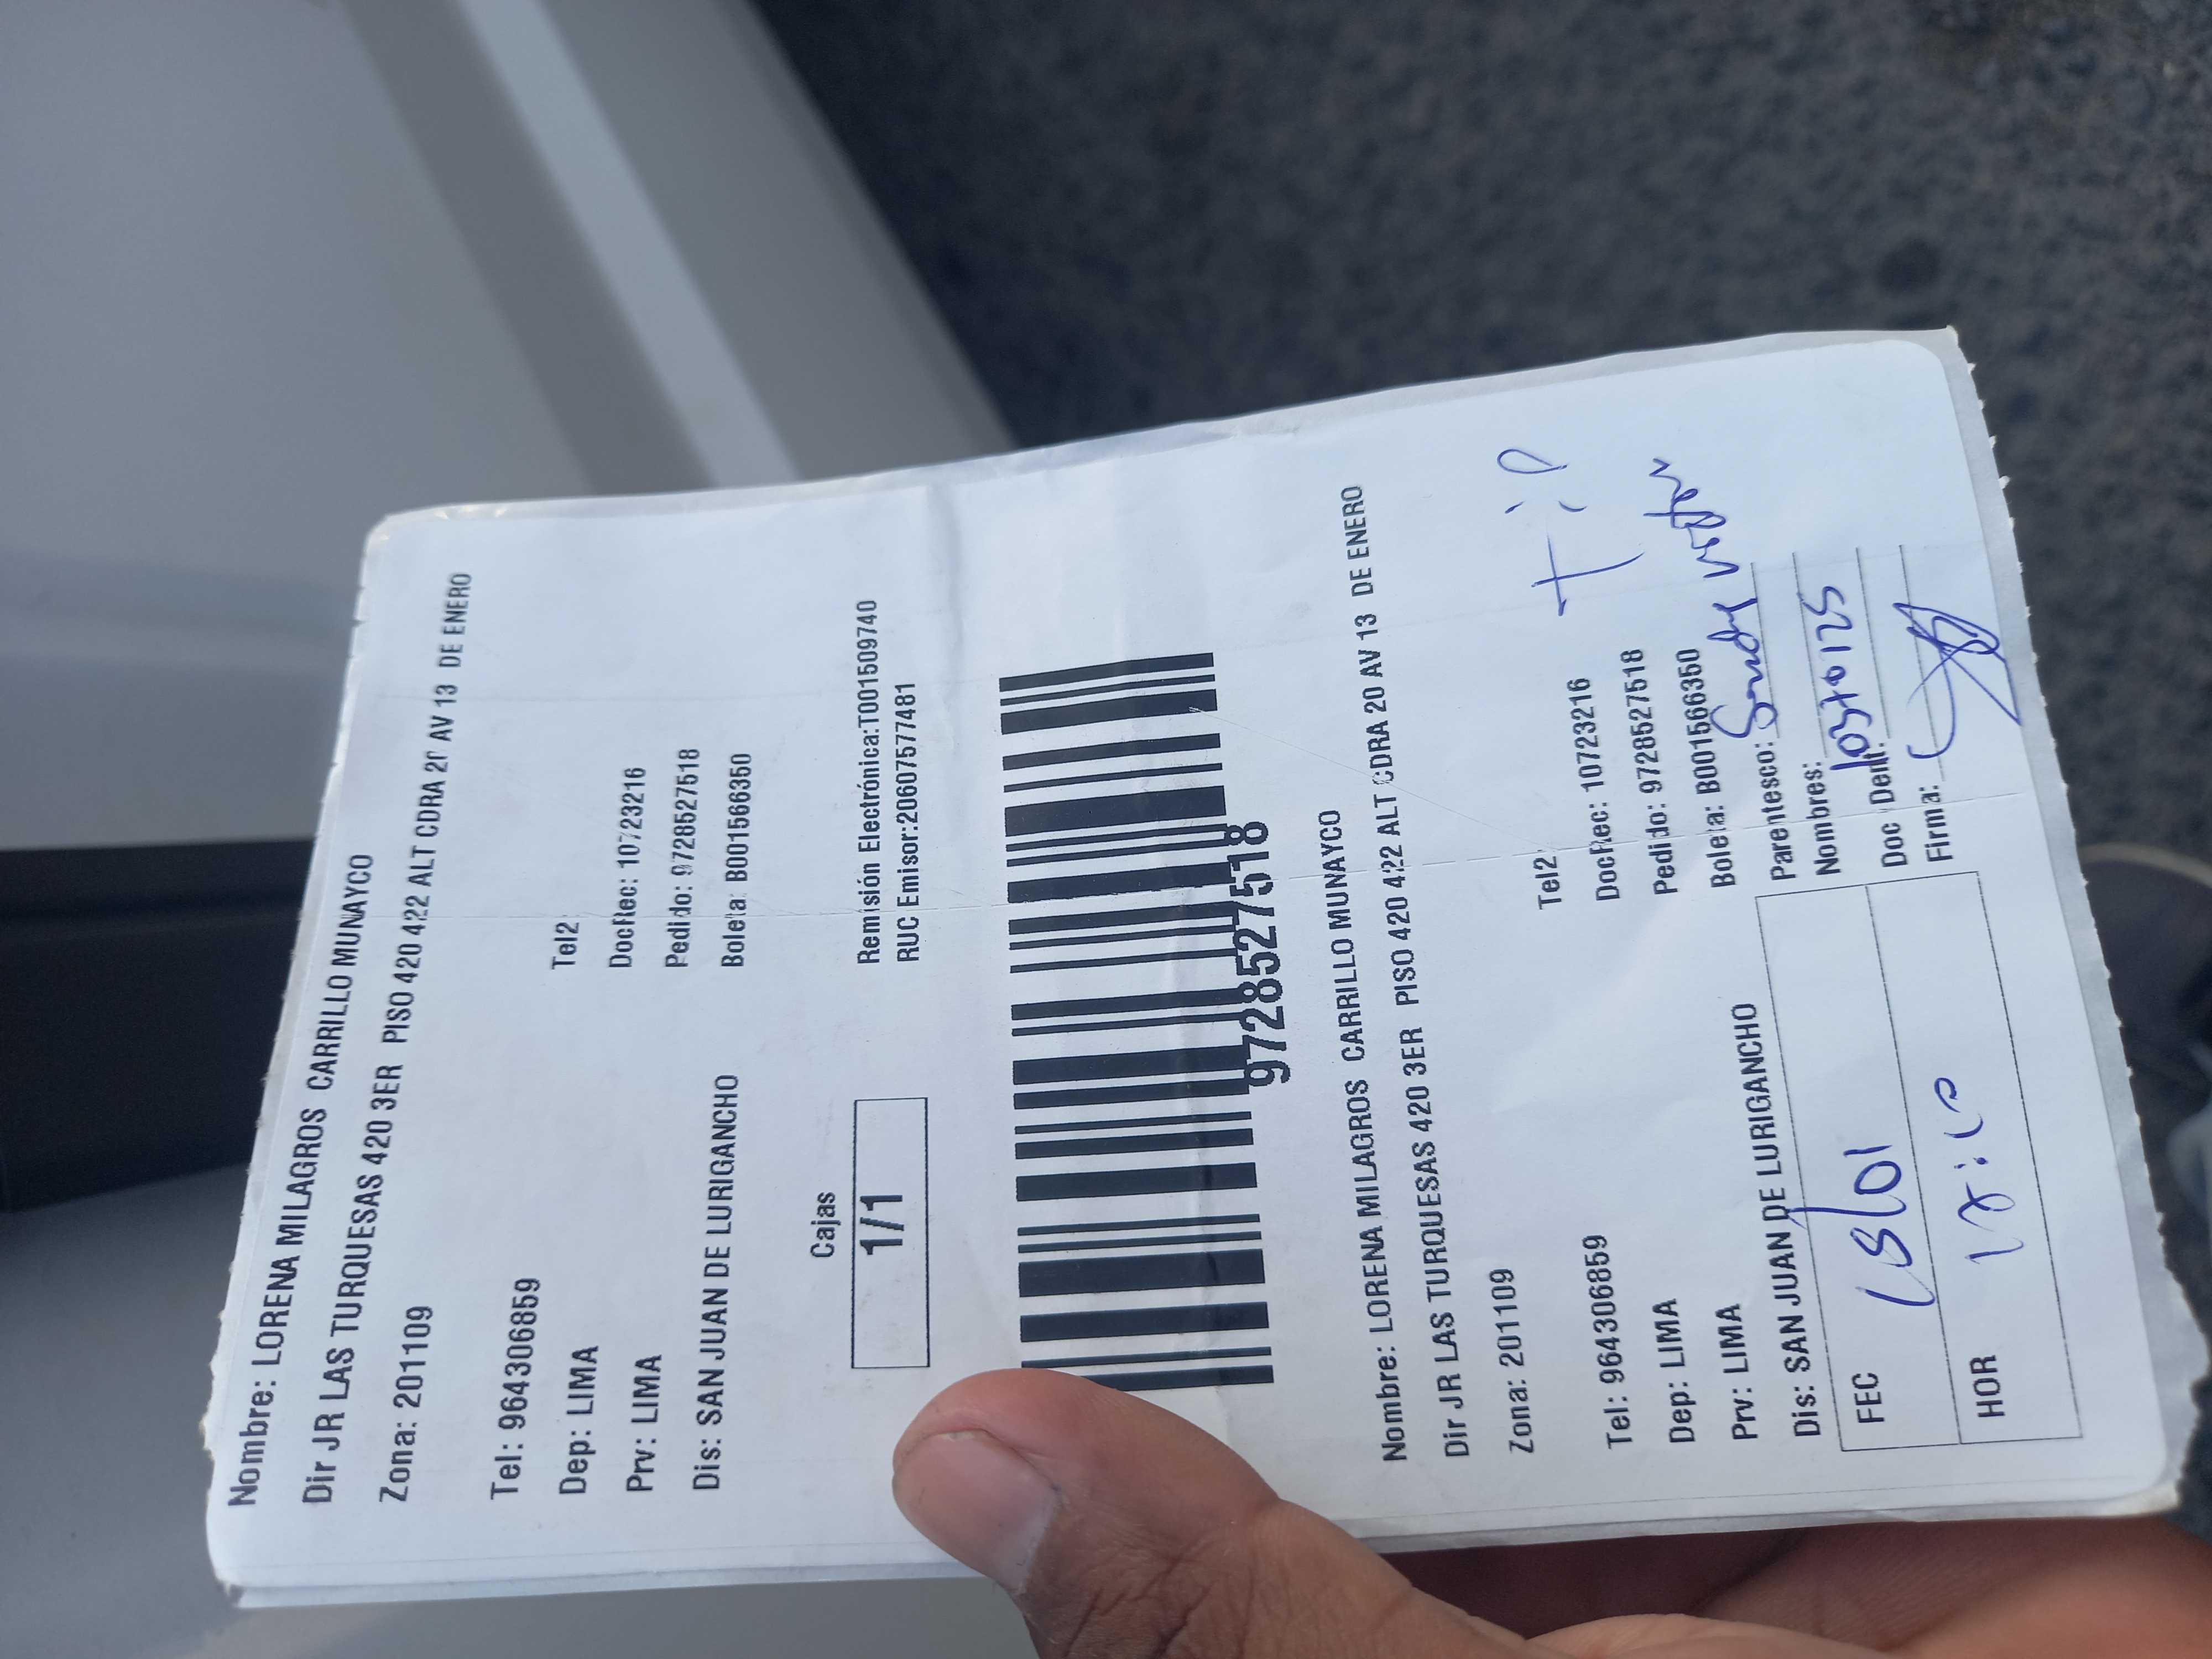 Nombre: LORENA MILAGROS CARRILLO MUNAYCO
Dir JR LAS TURQUESAS 420 3ER PISO 420 422 ALT CDRA 20 AV 13 DE ENERO
Zona: 201109
Tel: 964306859 Tel2:
Dep: LIMA DocRec: 10723216
Prv: LIMA Pedido: 9728527518
Dis: SAN JUAN DE LURIGANCHO Boleta: B001566350
Cajas
1/1
Remisión Electrónica:T001509740
RUC Emisor:20607577481
9728527518
Nombre: LORENA MILAGROS CARRILLO MUNAYCO
Dir JR LAS TURQUESAS 420 3ER PISO 420 422 ALT CDRA 20 AV 13 DE ENERO
Zona: 201109
Tel: 964306859 Tel2:
Dep: LIMA DocRec: 10723216
Prv: LIMA Pedido: 9728527518
Dis: SAN JUAN DE LURIGANCHO Boleta: B001566350
Parentesco:
FEC Nombres:
Doc Dent:
HOR Firma: